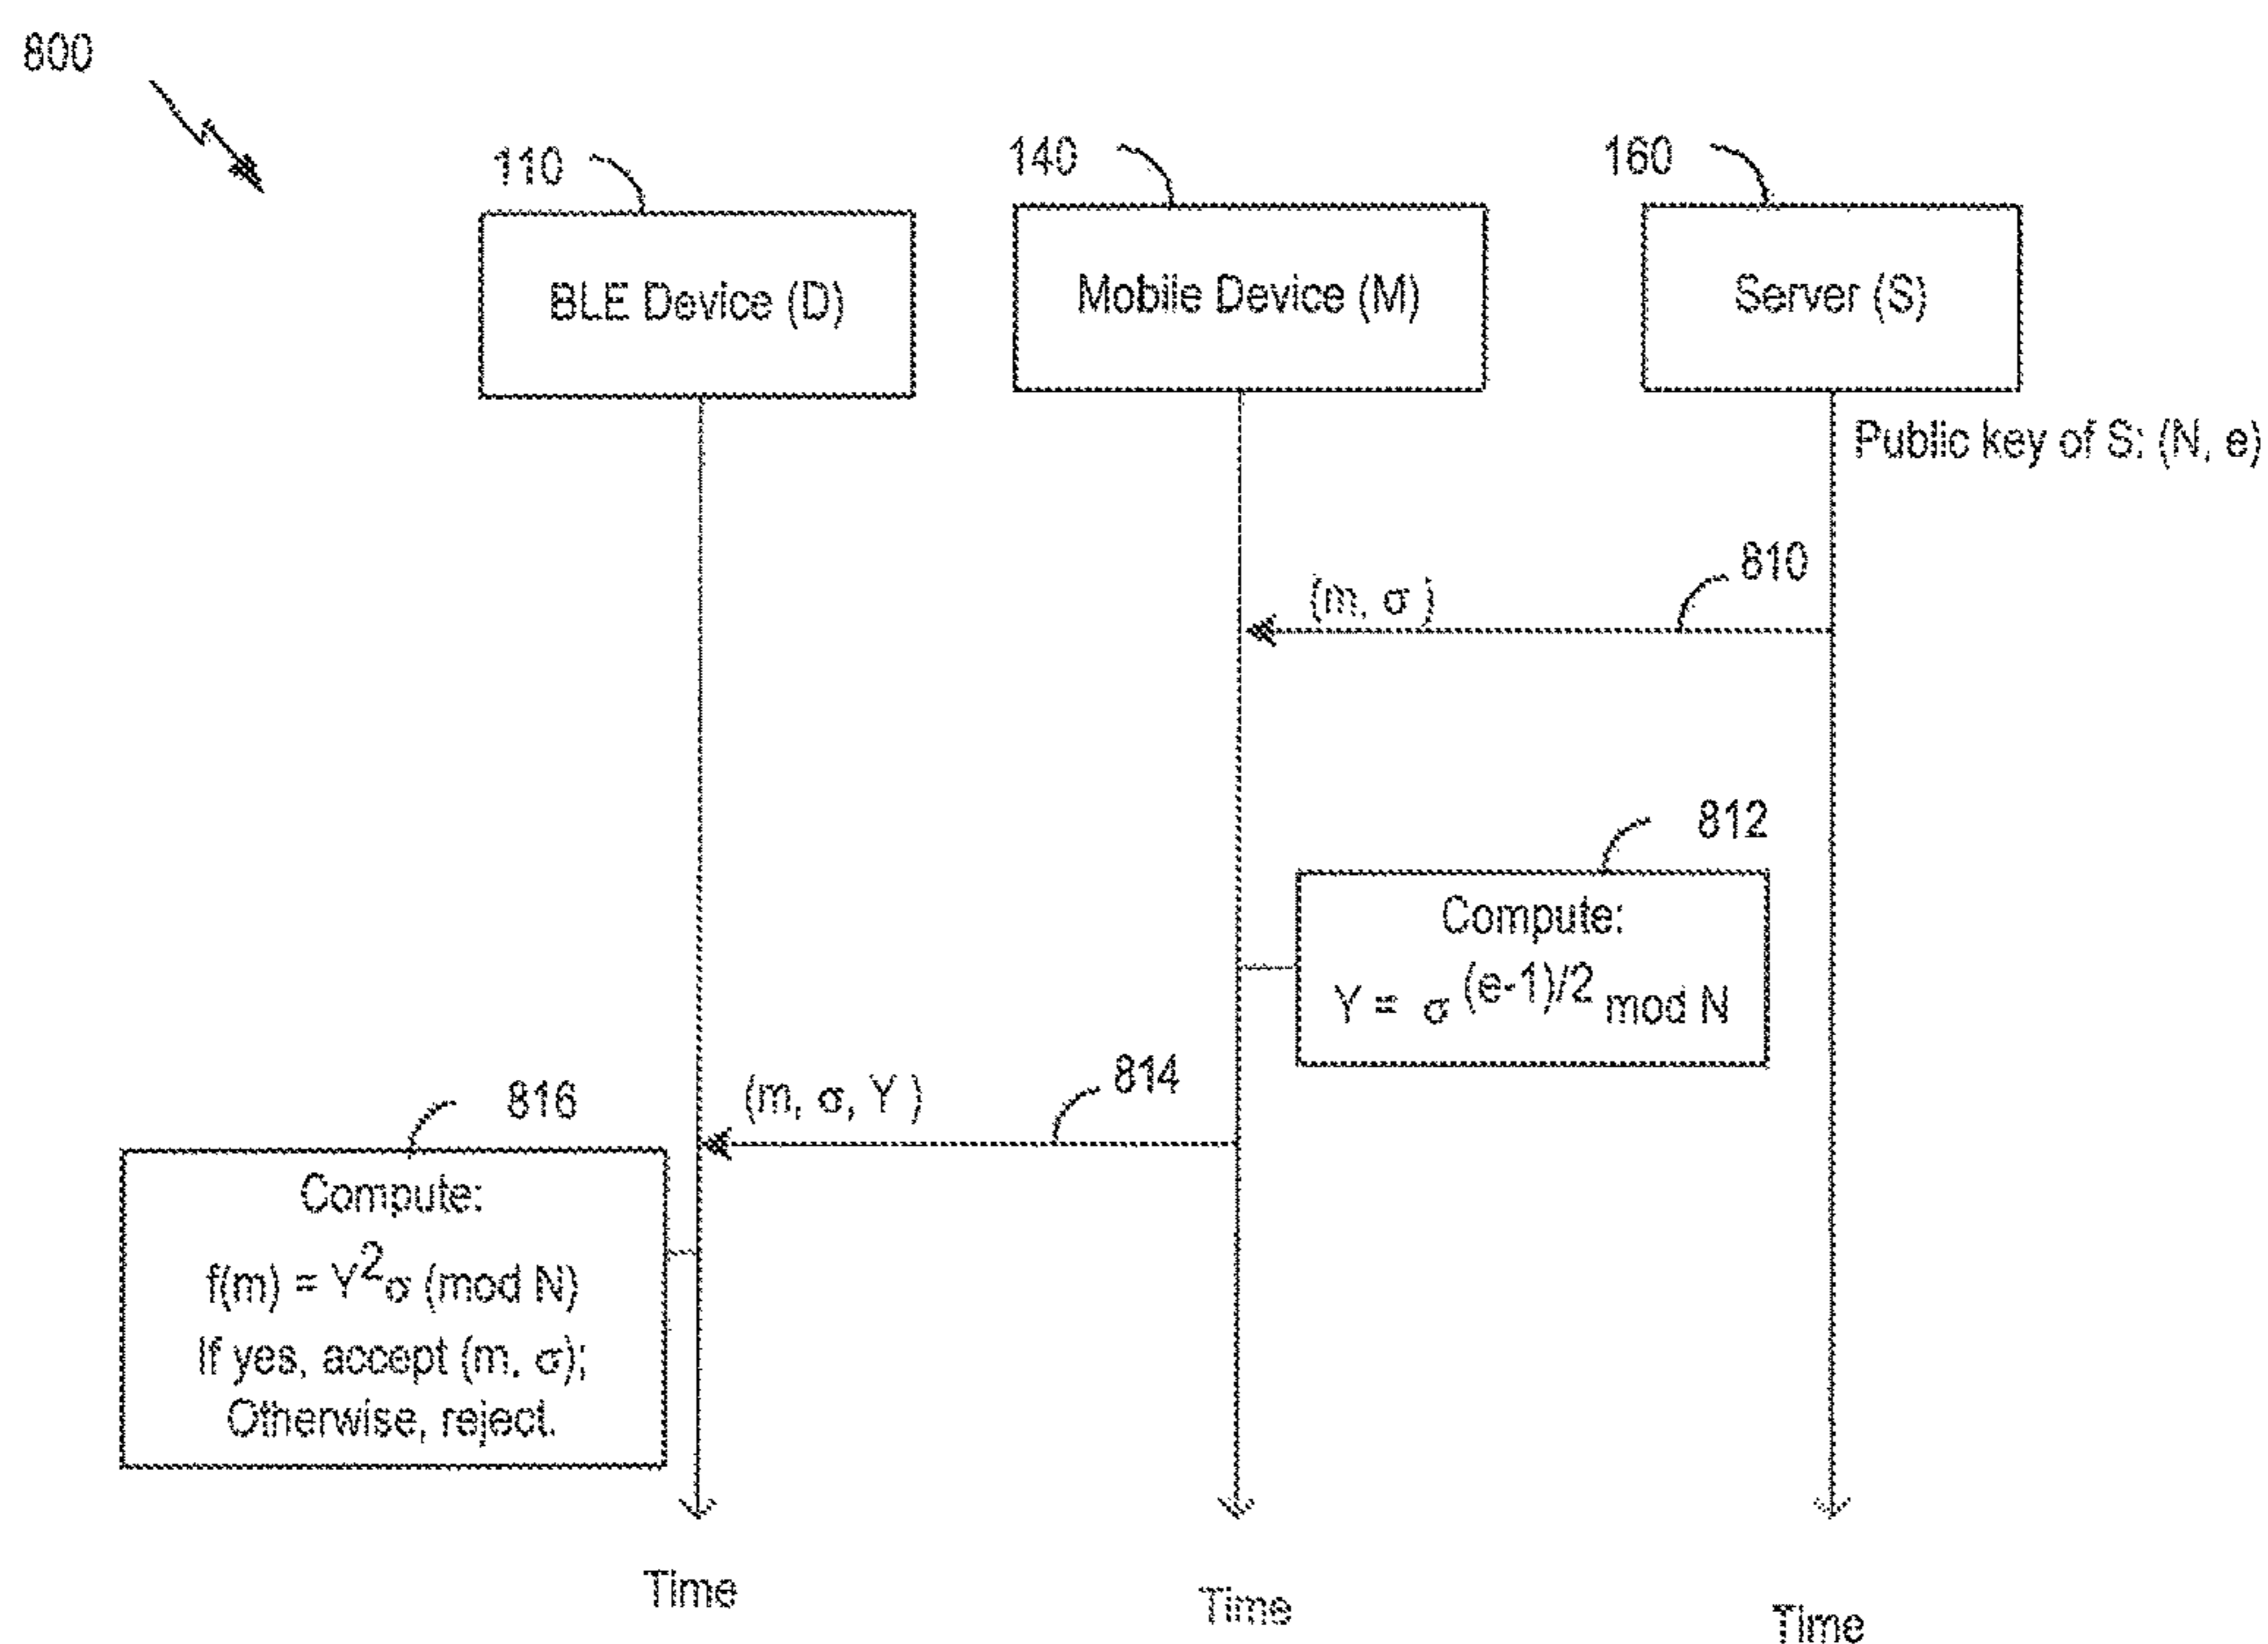 800
110
140
160
BLE Device (D)
Mobile Device (M)
Server (S)
Public key of S: (N, e)
810
(m, σ )
812
Compute:
Y = σ (e-1)/2 mod N
814
(m, σ, Y )
816
Compute:
f(m) = Y2σ (mod N)
If yes, accept (m, σ);
Otherwise, reject.
Time
Time
Time